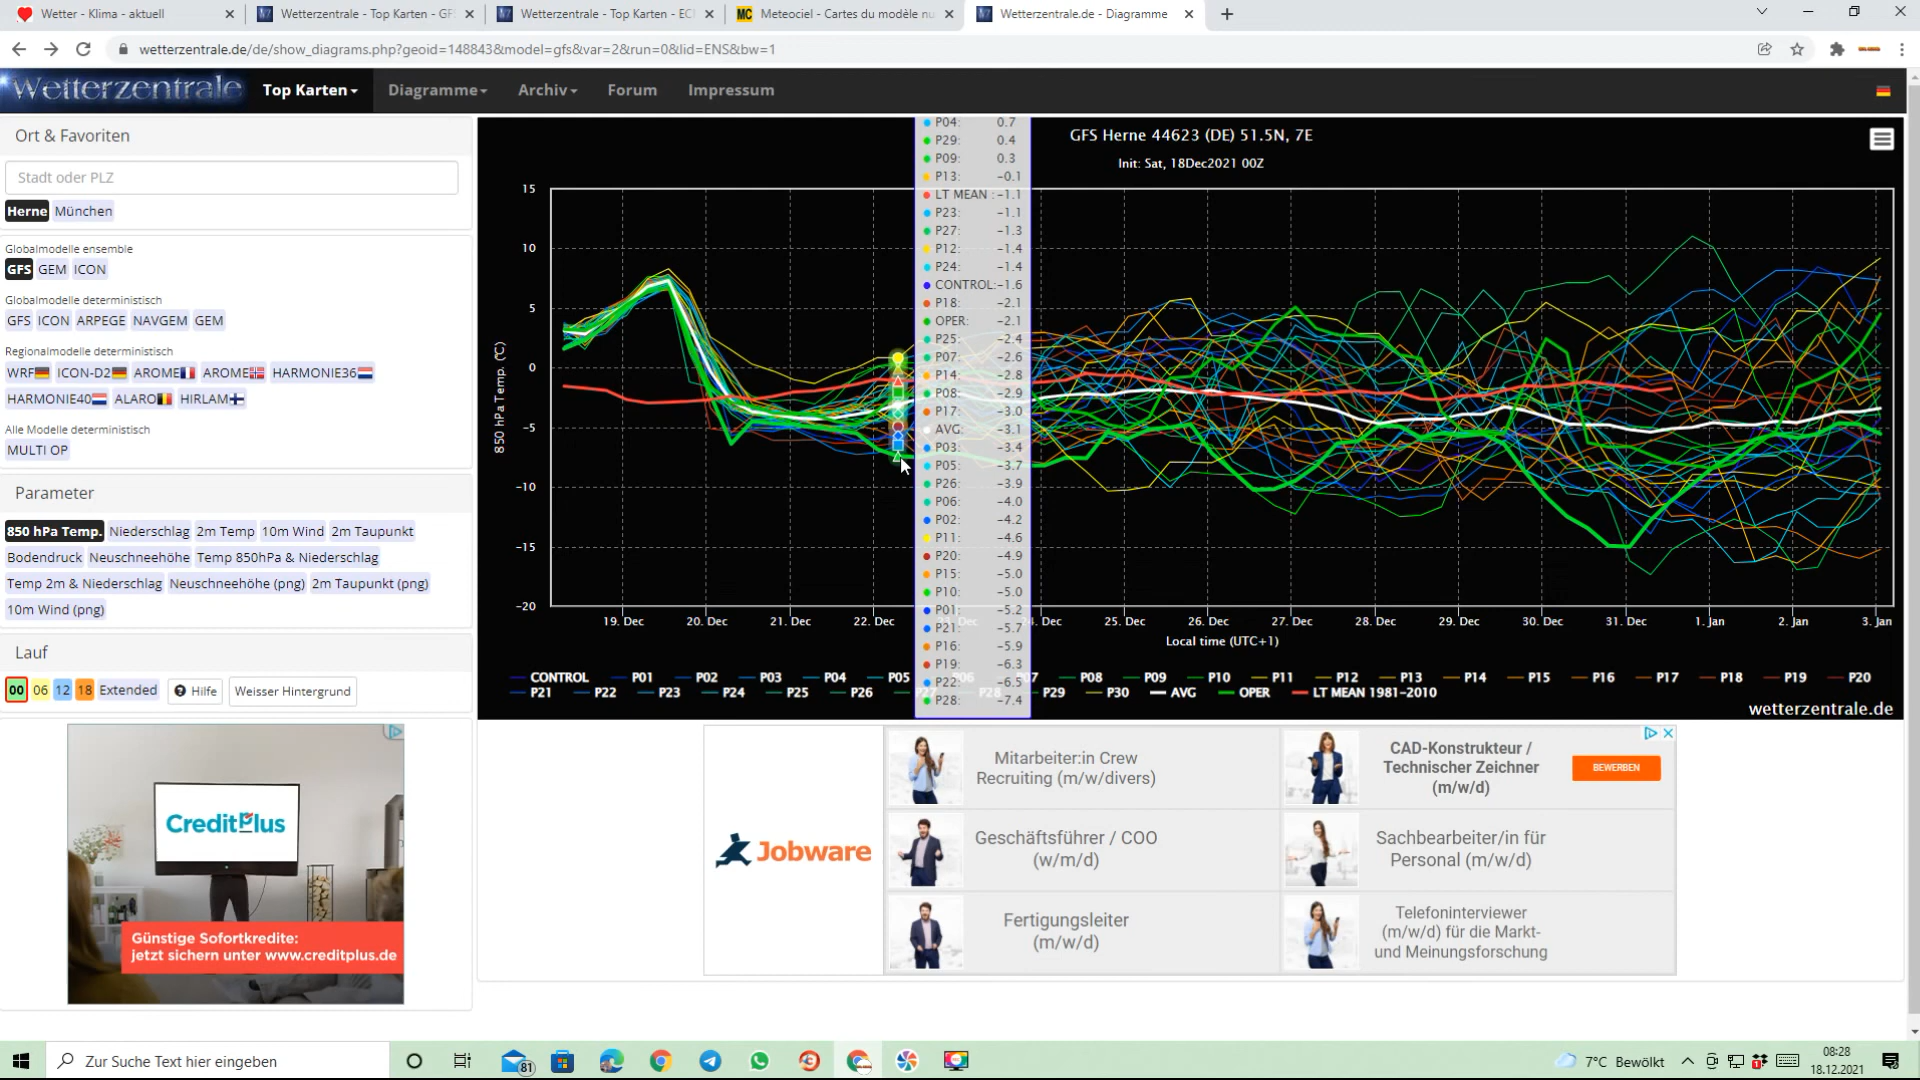 Wetter - Klima - aktuell
Wetterzentrale - Top Karten - GF
Wetterzentrale - Top Karten - EC
Meteociel - Cartes du modèle nu
Wetterzentrale.de - Diagramme
wetterzentrale.de/de/show_diagrams.php?geoid=148843&model=gfs&var=2&run=0&lid=ENS&bw=1
Wetterzentrale
Top Karten
Diagramme
Archiv
Forum
Impressum
Ort & Favoriten
Stadt oder PLZ
Herne München
Globalmodelle ensemble
GFS GEM ICON
Globalmodelle deterministisch
GFS ICON ARPEGE NAVGEM GEM
Regionalmodelle deterministisch
WRF ICON-D2 AROME AROME HARMONIE36
HARMONIE40 ALARO HIRLAM
Alle Modelle deterministisch
MULTI OP
Parameter
850 hPa Temp. Niederschlag 2m Temp 10m Wind 2m Taupunkt
Bodendruck Neuschneehöhe Temp 850hPa & Niederschlag
Temp 2m & Niederschlag Neuschneehöhe (png) 2m Taupunkt (png)
10m Wind (png)
Lauf
00 06 12 18 Extended Hilfe Weisser Hintergrund
GFS Herne 44623 (DE) 51.5N, 7E
Init: Sat, 18Dec2021 00Z
850 hPa Temp. (°C)
15
10
5
0
−5
−10
−15
−20
P04: 0.7
P29: 0.4
P09: 0.3
P13: −0.1
LT MEAN : −1.1
P23: −1.1
P27: −1.3
P12: −1.4
P24: −1.4
CONTROL: −1.6
P18: −2.1
OPER: −2.1
P25: −2.4
P07: −2.6
P14: −2.8
P08: −2.9
P17: −3.0
AVG: −3.1
P03: −3.4
P05: −3.7
P26: −3.9
P06: −4.0
P02: −4.2
P11: −4.6
P20: −4.9
P15: −5.0
P10: −5.0
P01: −5.2
P21: −5.7
P16: −5.9
P19: −6.3
P22: −6.5
P28: −7.4
19. Dec 20. Dec 21. Dec 22. Dec 23. Dec 24. Dec 25. Dec 26. Dec 27. Dec 28. Dec 29. Dec 30. Dec 31. Dec 1. Jan 2. Jan 3. Jan
Local time (UTC+1)
CONTROL P01 P02 P03 P04 P05 P06 P07 P08 P09 P10 P11 P12 P13 P14 P15 P16 P17 P18 P19 P20
P21 P22 P23 P24 P25 P26 P27 P28 P29 P30 AVG OPER LT MEAN 1981-2010
wetterzentrale.de
CreditPlus
Günstige Sofortkredite:
jetzt sichern unter www.creditplus.de
Jobware
Mitarbeiter:in Crew
Recruiting (m/w/divers)
CAD-Konstrukteur /
Technischer Zeichner
(m/w/d)
BEWERBEN
Geschäftsführer / COO
(w/m/d)
Sachbearbeiter/in für
Personal (m/w/d)
Fertigungsleiter
(m/w/d)
Telefoninterviewer
(m/w/d) für die Markt-
und Meinungsforschung
Zur Suche Text hier eingeben
81
7°C Bewölkt
08:28
18.12.2021